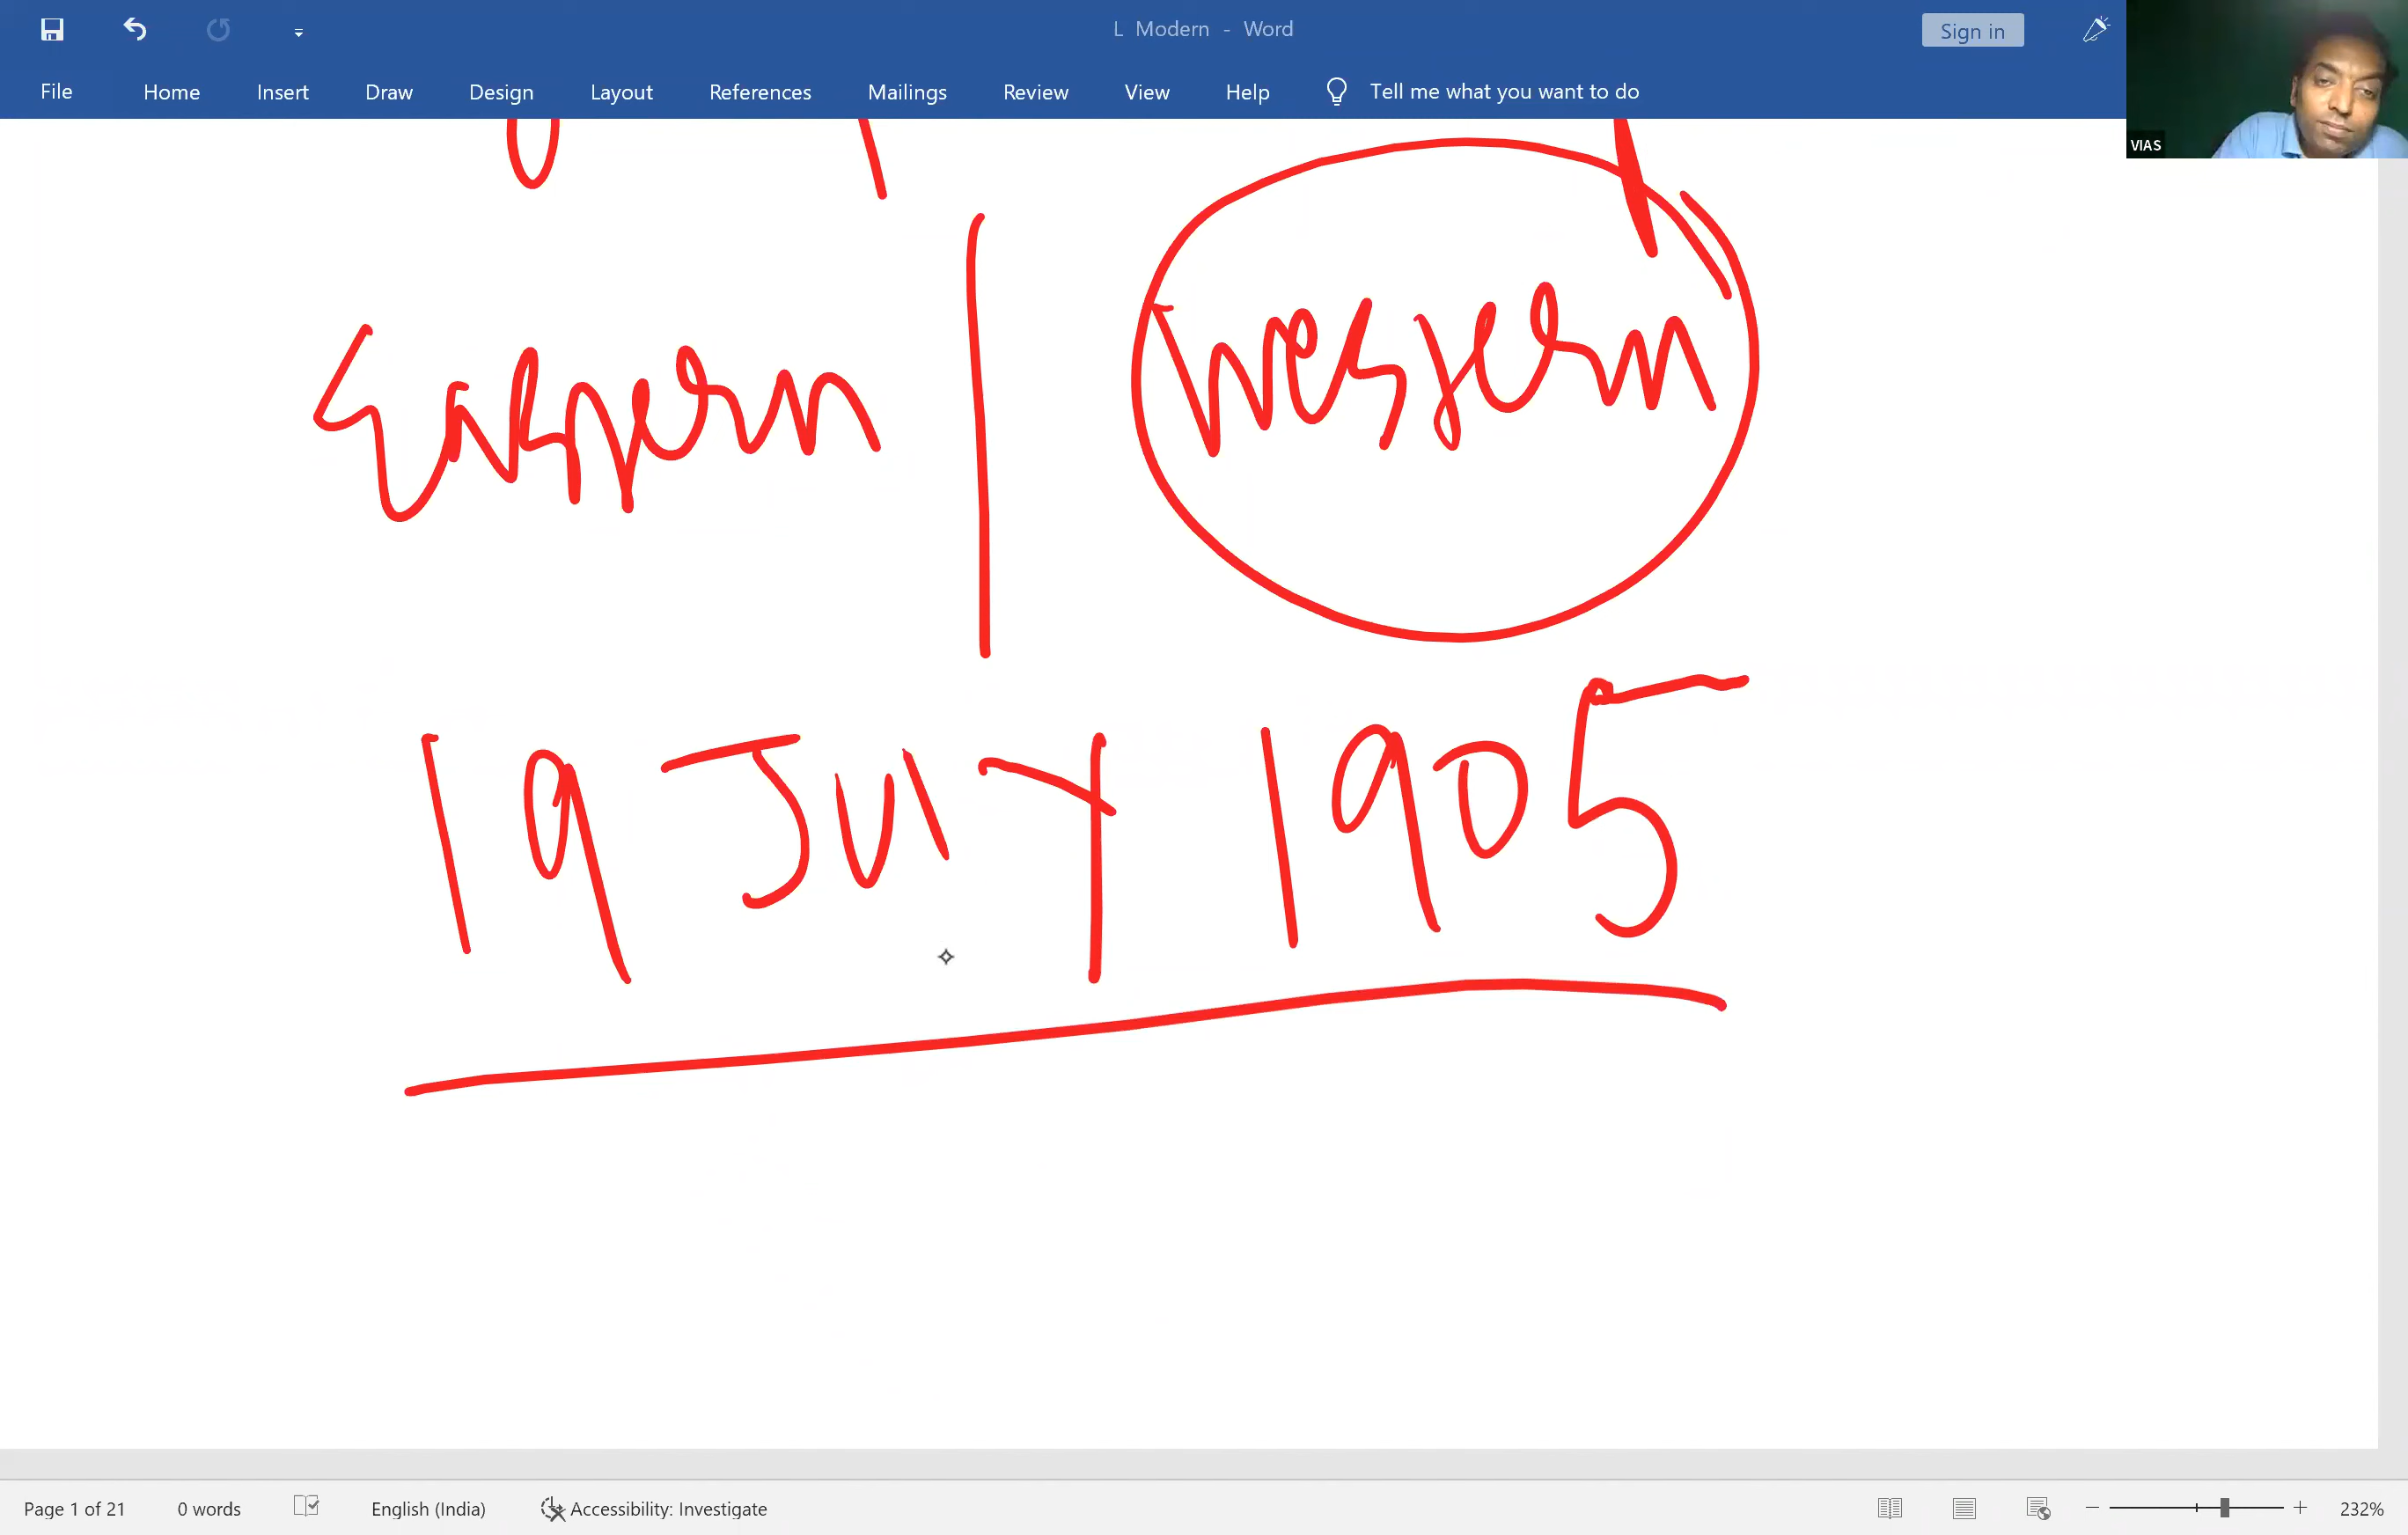 L Modern - Word
Sign in
File Home Insert Draw Design Layout References Mailings Review View Help Tell me what you want to do
VIAS
Eastern | Western
19 JULY 1905
Page 1 of 21 0 words English (India) Accessibility: Investigate 232%